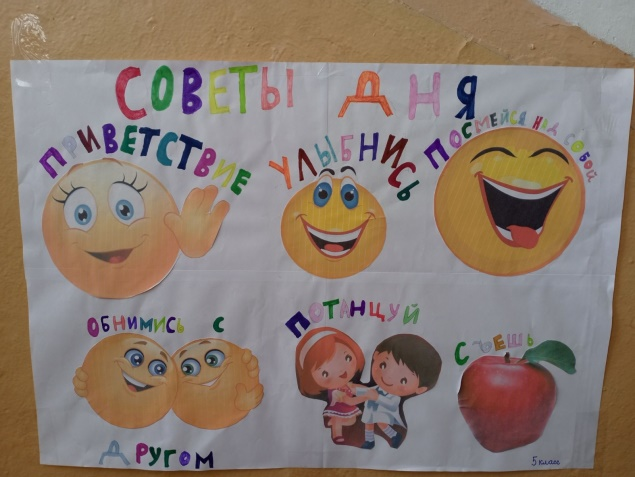 СОВЕТЫ ДНЯ
ПРИВЕТСТВИЕ
УЛЫБНИСЬ
ПОСМЕЙСЯ НАД СОБОЙ
ОБНИМИСЬ С
ДРУГОМ
ПОТАНЦУЙ
СЪЕШЬ
5 класс